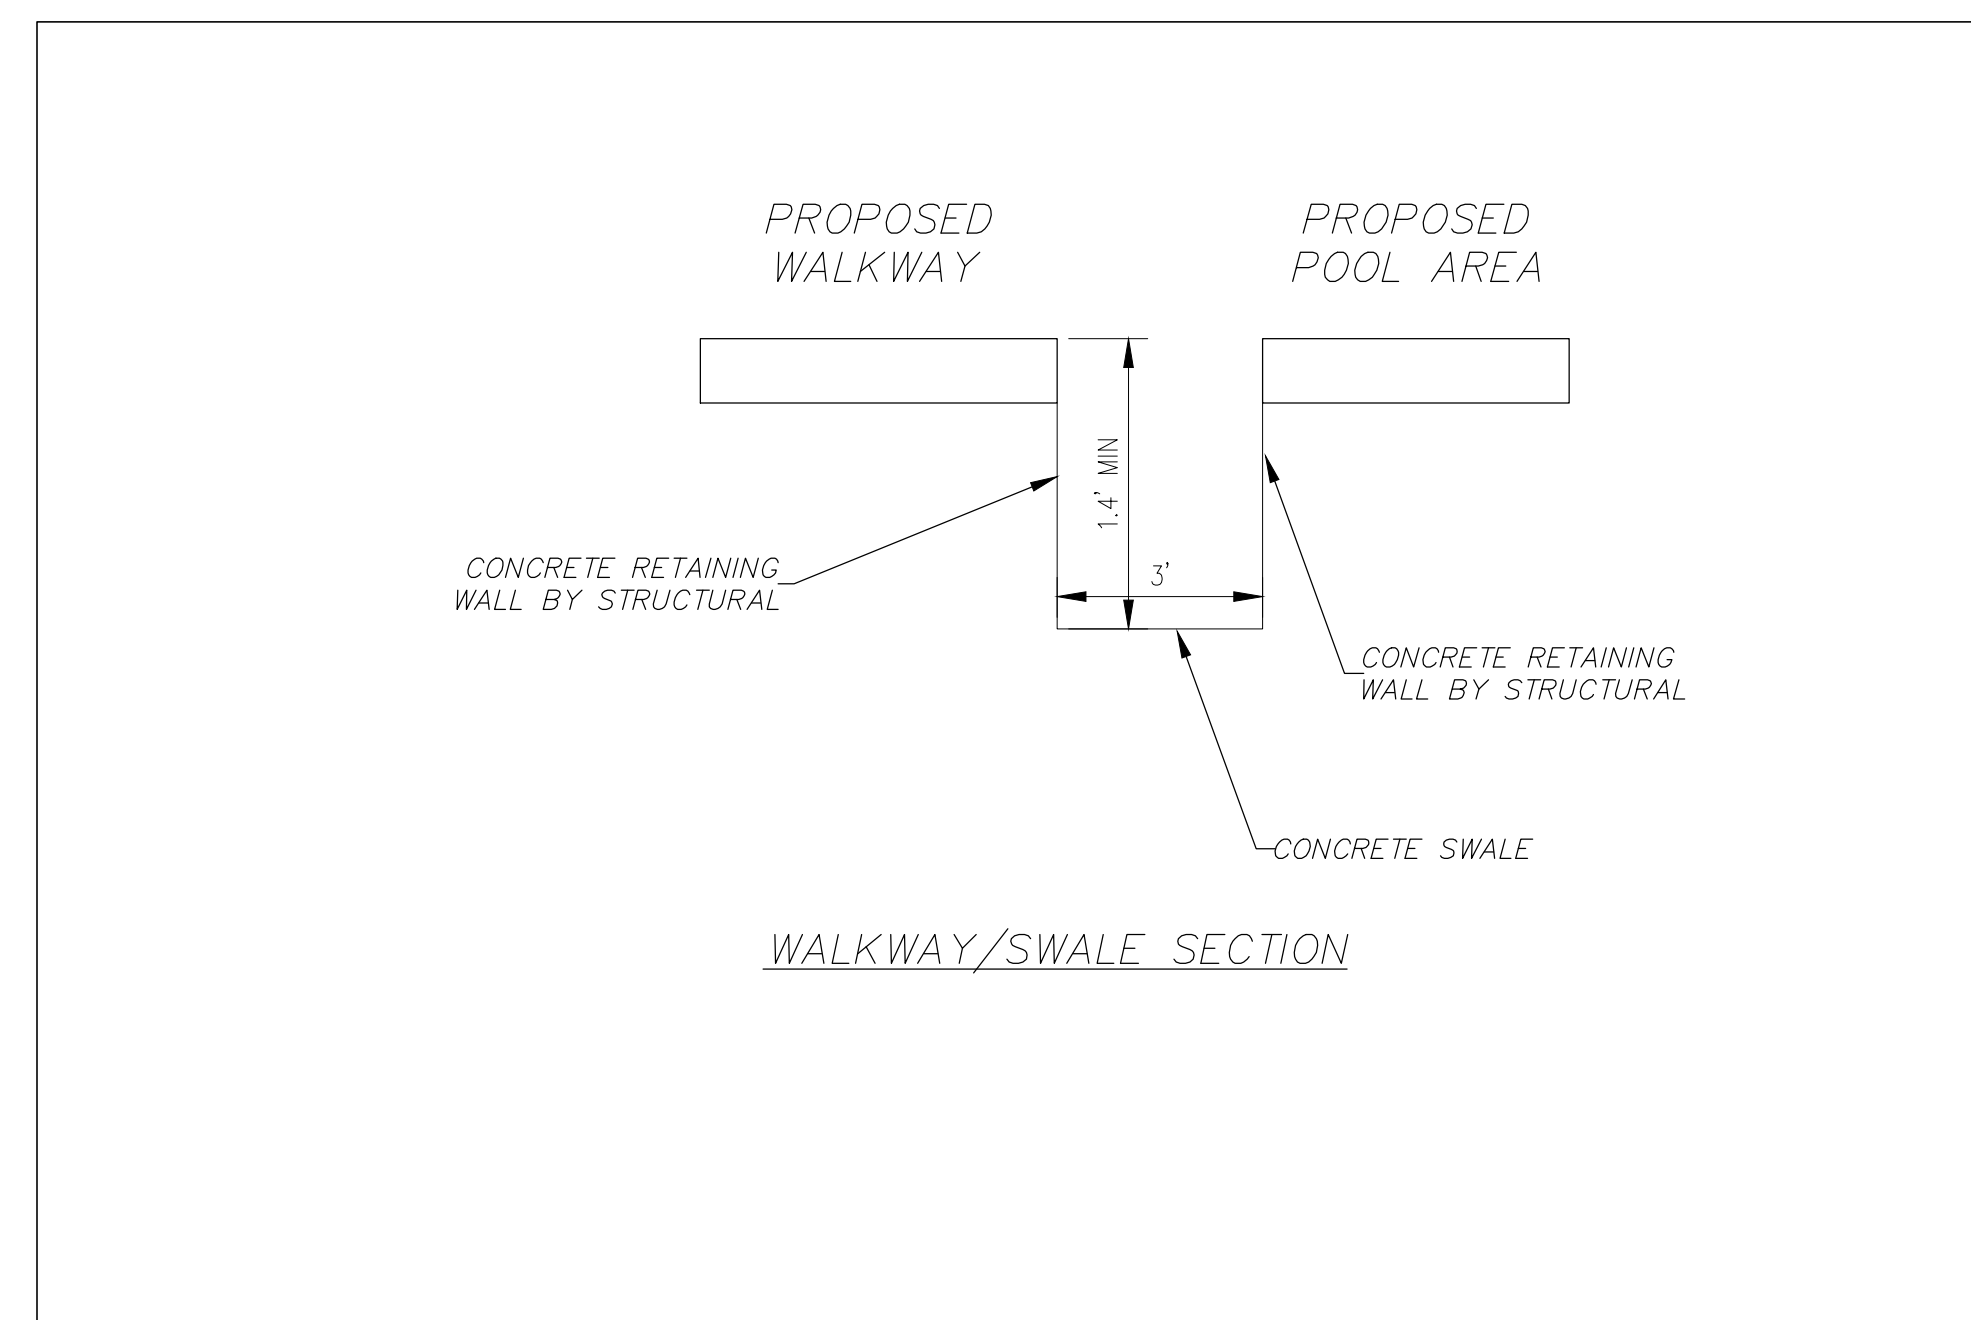 PROPOSED
WALKWAY
PROPOSED
POOL AREA
1.4' MIN
3'
CONCRETE RETAINING
WALL BY STRUCTURAL
CONCRETE RETAINING
WALL BY STRUCTURAL
CONCRETE SWALE
WALKWAY/SWALE SECTION